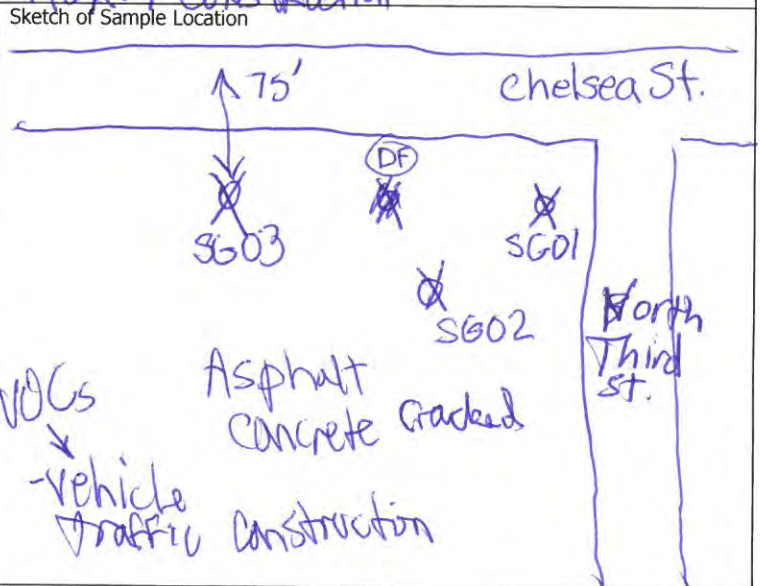 Sketch of Sample Location
75' Chelsea St.
DF
SG03 SG01
SG02
North
Third
St.
Asphalt
Concrete Cracked
VOCs
-Vehicle
traffic Construction